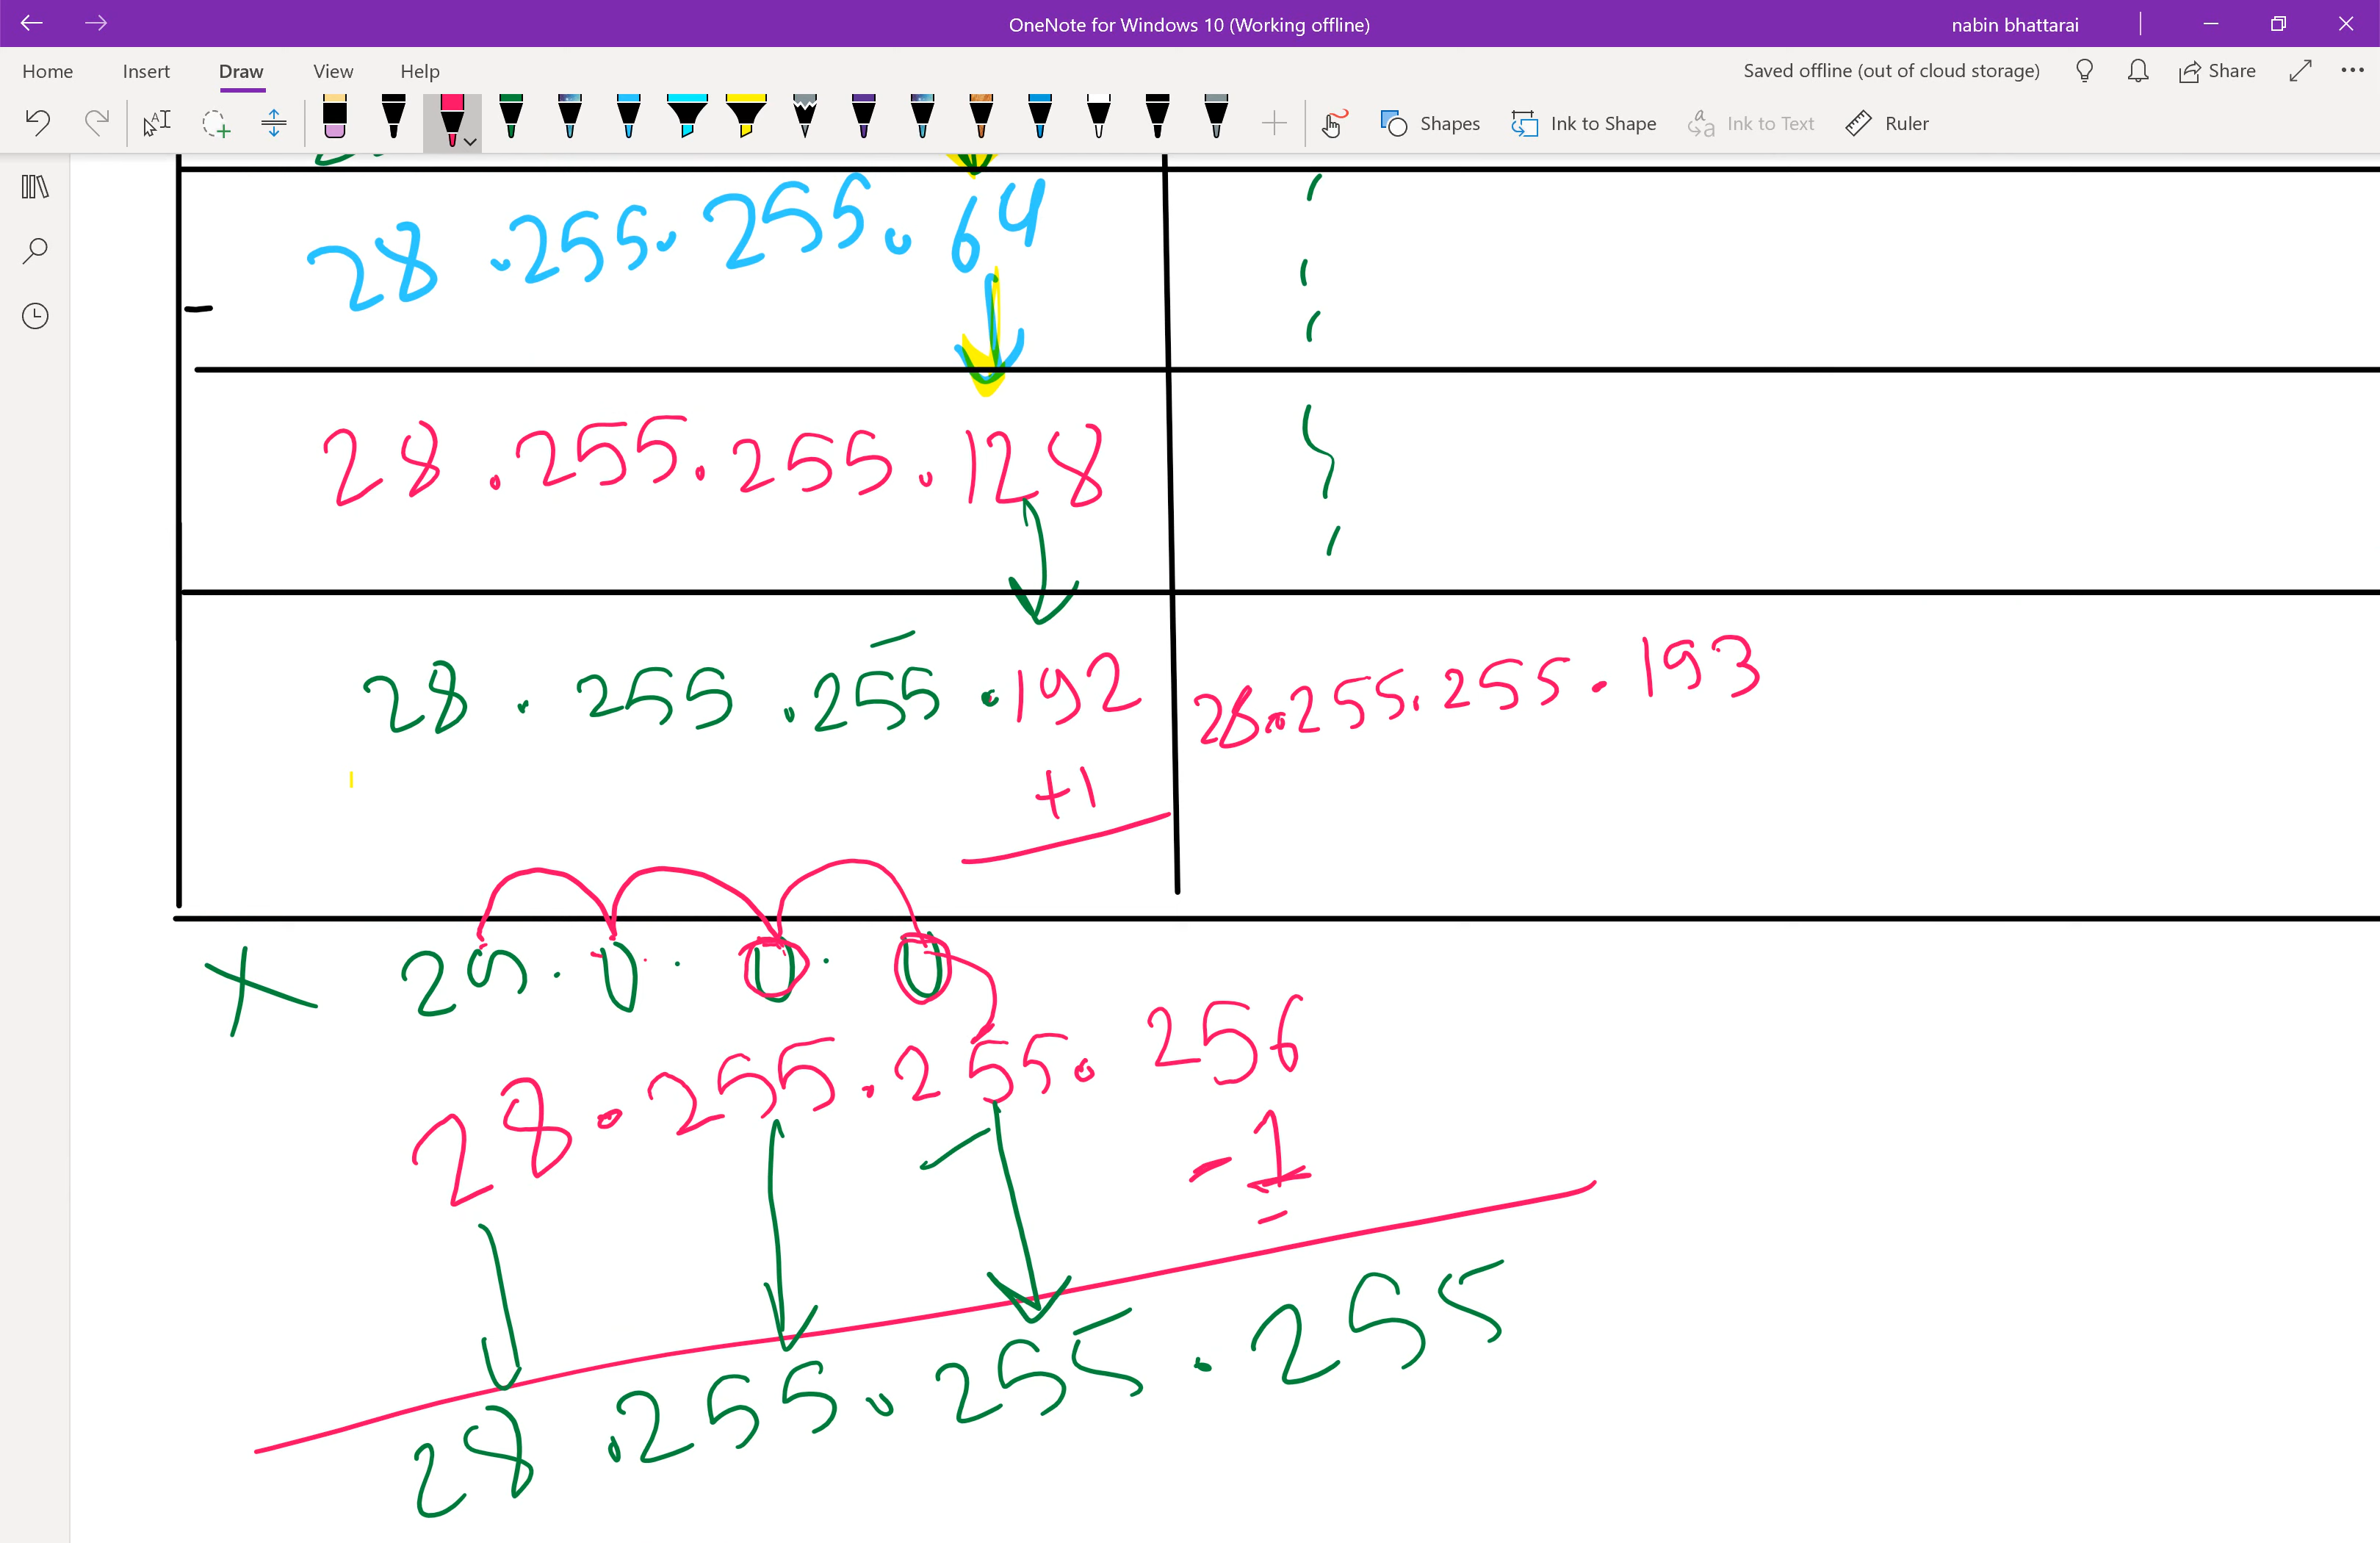 OneNote for Windows 10 (Working offline) nabin bhattarai
Home Insert Draw View Help Saved offline (out of cloud storage) Share
Shapes Ink to Shape Ink to Text Ruler
28.255.255.64
28.255.255.128
28.255.255.192 28.255.255.193
+1
0.0.0
28.255.255.256
-1
28.255.255.255